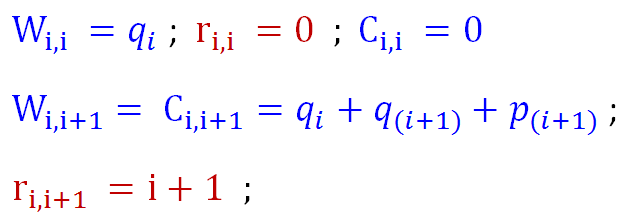 W_{i,i} = q_i ; r_{i,i} = 0 ; C_{i,i} = 0
W_{i,i+1} = C_{i,i+1} = q_i + q_{(i+1)} + p_{(i+1)} ;
r_{i,i+1} = i + 1 ;